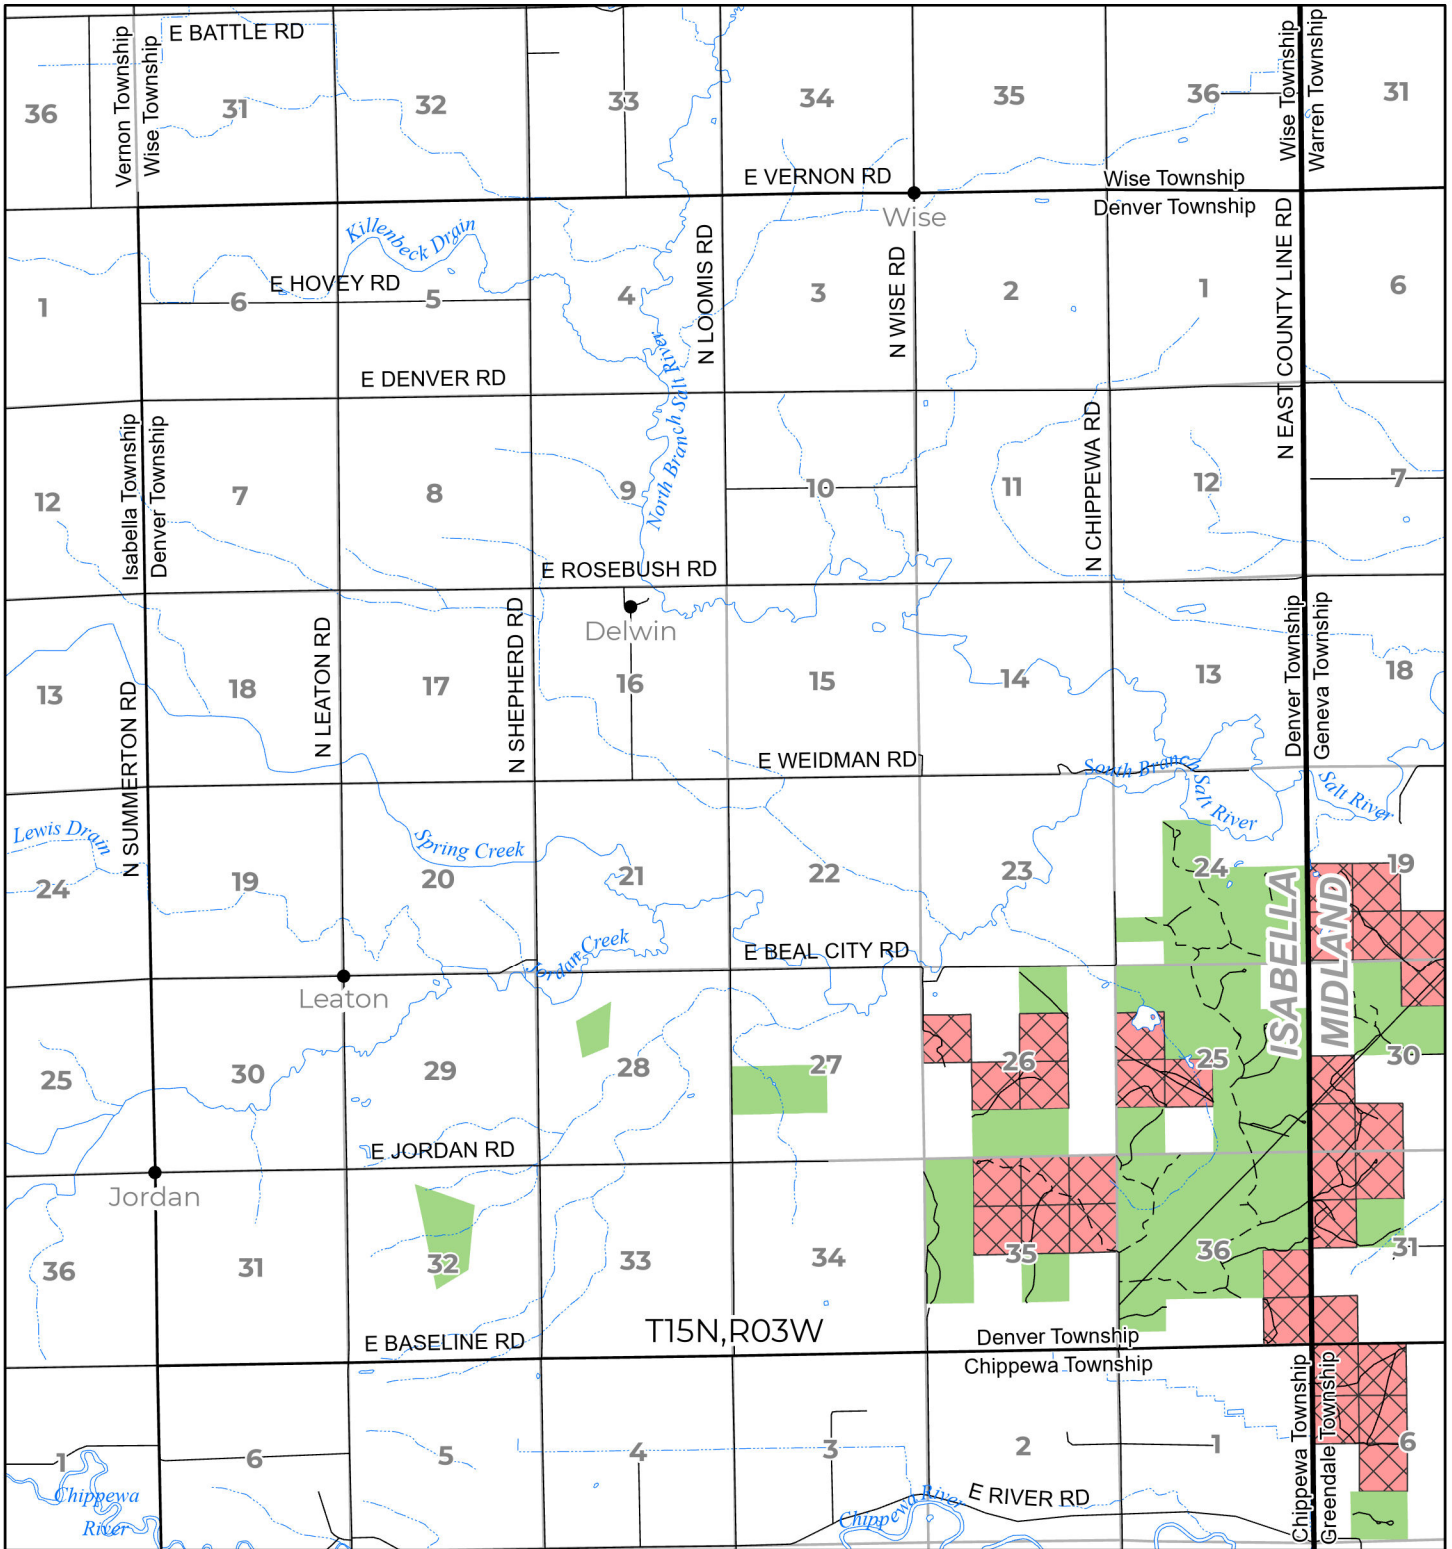 E BATTLE RD
Vernon Township
Wise Township
36
31
32
33
34
35
36
31
Wise Township
Warren Township
E VERNON RD
Wise Township
Denver Township
Wise
Killenbeck Drain
E HOVEY RD
1
6
5
4
3
2
1
6
N LOOMIS RD
N WISE RD
N EAST COUNTY LINE RD
North Branch Salt River
E DENVER RD
Isabella Township
Denver Township
N CHIPPEWA RD
12
7
8
9
10
11
12
7
E ROSEBUSH RD
Delwin
N SUMMERTON RD
N LEATON RD
N SHEPHERD RD
Denver Township
Geneva Township
13
18
17
16
15
14
13
18
E WEIDMAN RD
South Branch
Salt River
Salt River
Lewis Drain
Spring Creek
24
19
20
21
22
23
24
19
ISABELLA
MIDLAND
Jordan Creek
E BEAL CITY RD
Leaton
25
30
29
28
27
26
25
30
E JORDAN RD
Jordan
36
31
32
33
34
35
36
31
T15N,R03W
E BASELINE RD
Denver Township
Chippewa Township
Chippewa Township
Greendale Township
1
6
5
4
3
2
1
6
Chippewa
River
Chippewa River
E RIVER RD